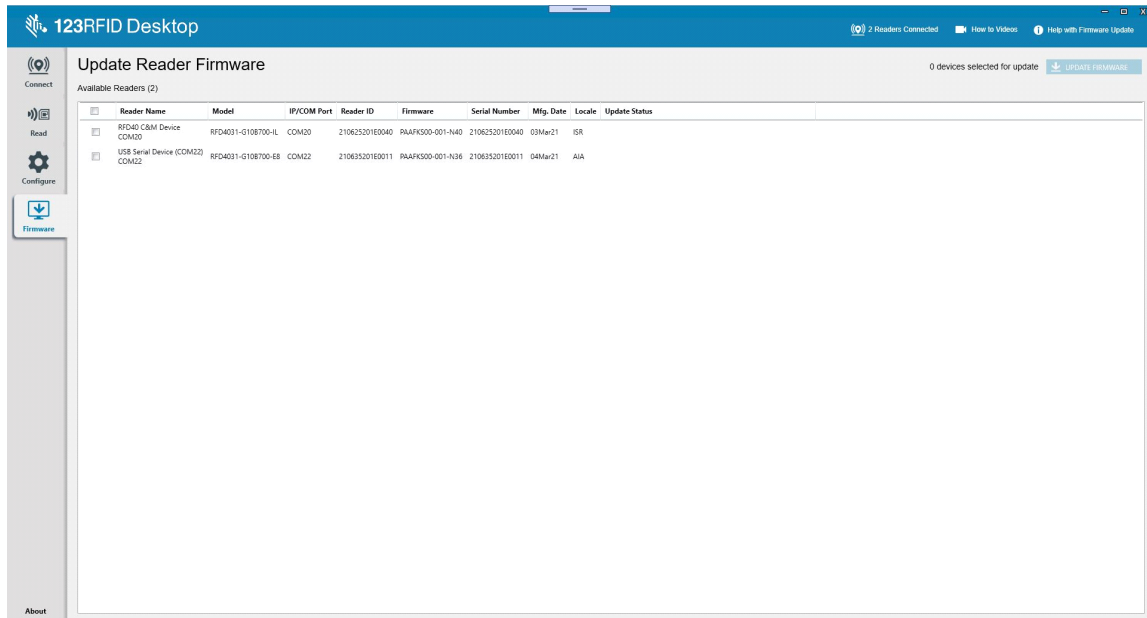 123RFID Desktop
2 Readers Connected
How to Videos
Help with Firmware Update
Connect
Read
Configure
Firmware
About
Update Reader Firmware
0 devices selected for update
UPDATE FIRMWARE
Available Readers (2)
Reader Name Model IP/COM Port Reader ID Firmware Serial Number Mfg. Date Locale Update Status
RFD40 C&M Device
COM20 RFD4031-G10B700-IL COM20 210625201E0040 PAAFKS00-001-N40 210625201E0040 03Mar21 ISR
USB Serial Device (COM22)
COM22 RFD4031-G10B700-E8 COM22 210635201E0011 PAAFKS00-001-N36 210635201E0011 04Mar21 AIA